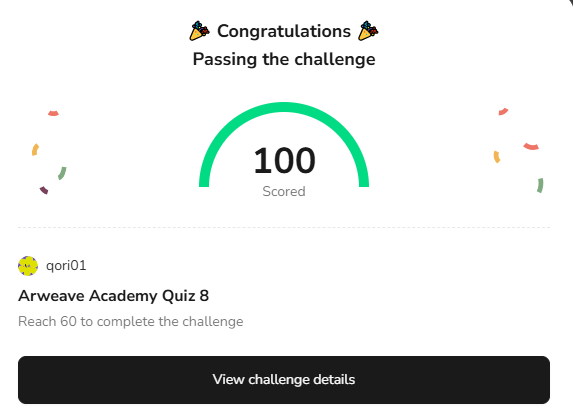 🎉 Congratulations 🎉
Passing the challenge
100
Scored
qori01
Arweave Academy Quiz 8
Reach 60 to complete the challenge
View challenge details